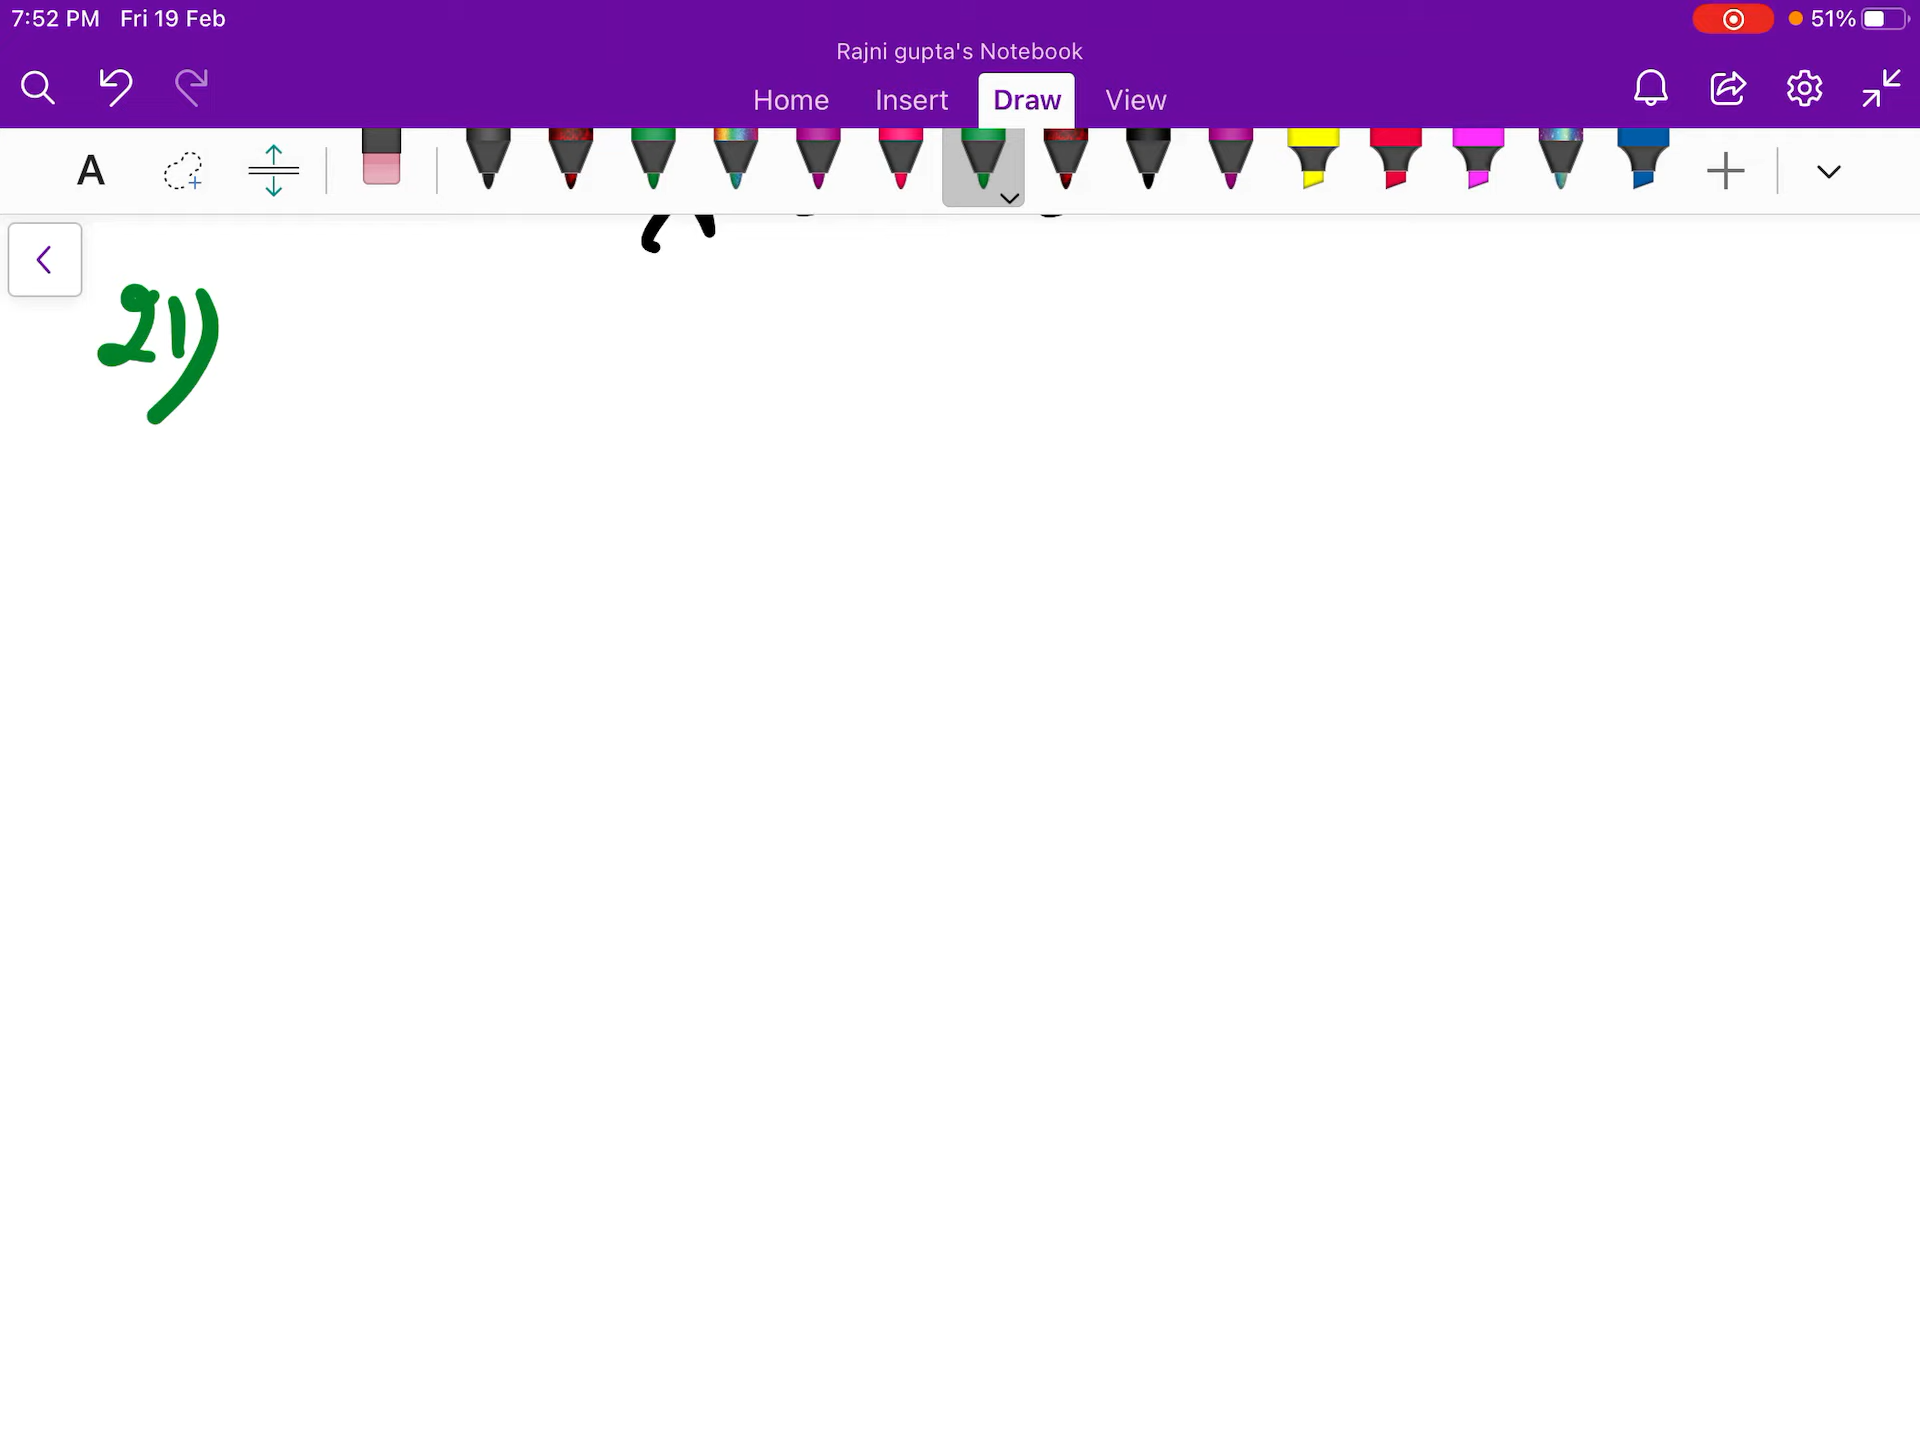 7:52 PM Fri 19 Feb
51%
Rajni gupta's Notebook
Home Insert Draw View
A
21)